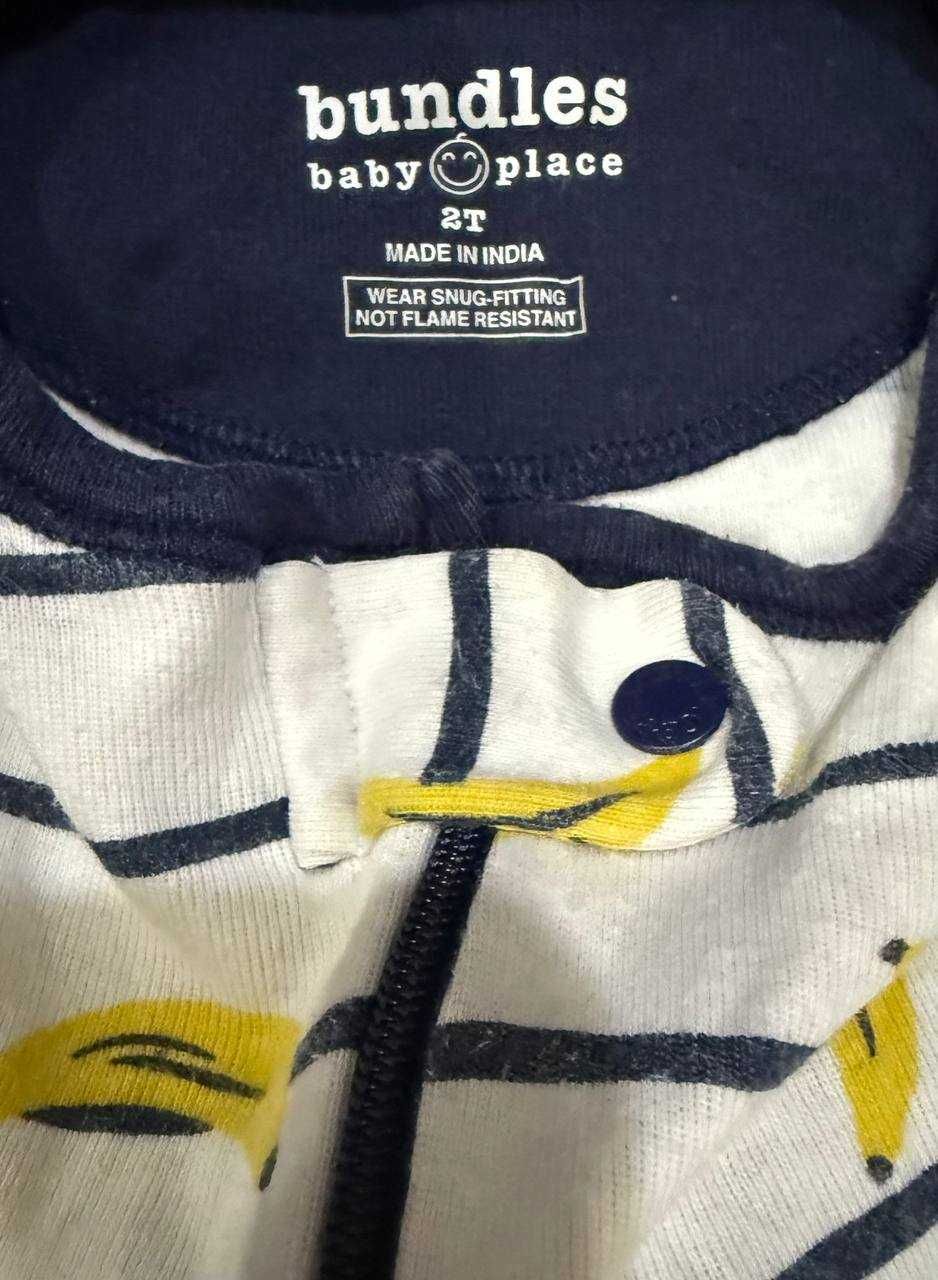 bundles
baby place
2T
MADE IN INDIA
WEAR SNUG-FITTING
NOT FLAME RESISTANT